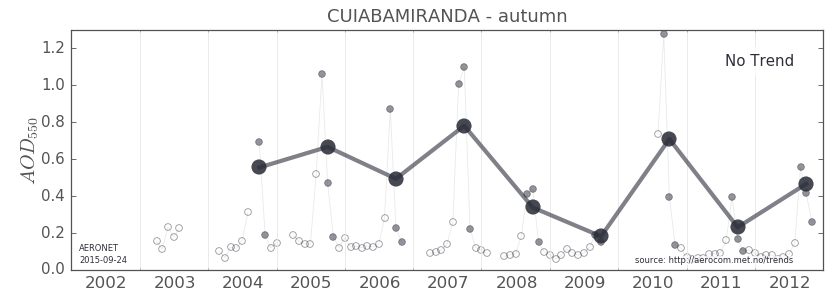 CUIABAMIRANDA - autumn
1.2
1.0
0.8
0.6
0.4
0.2
0.0
AOD550
No Trend
AERONET
2015-09-24
source: http://aerocom.met.no/trends
2002 2003 2004 2005 2006 2007 2008 2009 2010 2011 2012